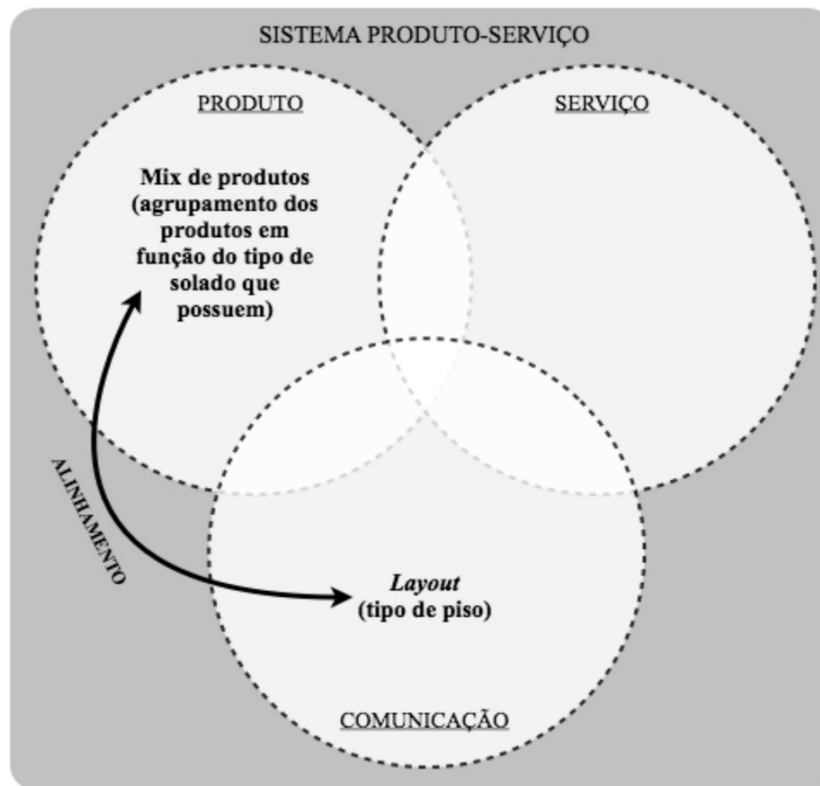 SISTEMA PRODUTO-SERVIÇO
PRODUTO
SERVIÇO
Mix de produtos
(agrupamento dos
produtos em
função do tipo de
solado que
possuem)
ALINHAMENTO
Layout
(tipo de piso)
COMUNICAÇÃO